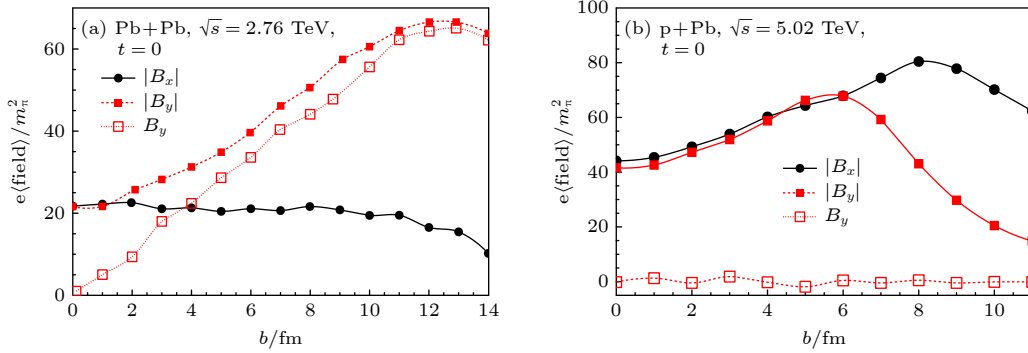 (a) Pb+Pb, √s = 2.76 TeV,
t = 0
|B_x|
|B_y|
B_y
e⟨field⟩/m_π^2
60
40
20
0
0 2 4 6 8 10 12 14
b/fm
(b) p+Pb, √s = 5.02 TeV,
t = 0
|B_x|
|B_y|
B_y
e⟨field⟩/m_π^2
100
80
60
40
20
0
0 2 4 6 8 10
b/fm